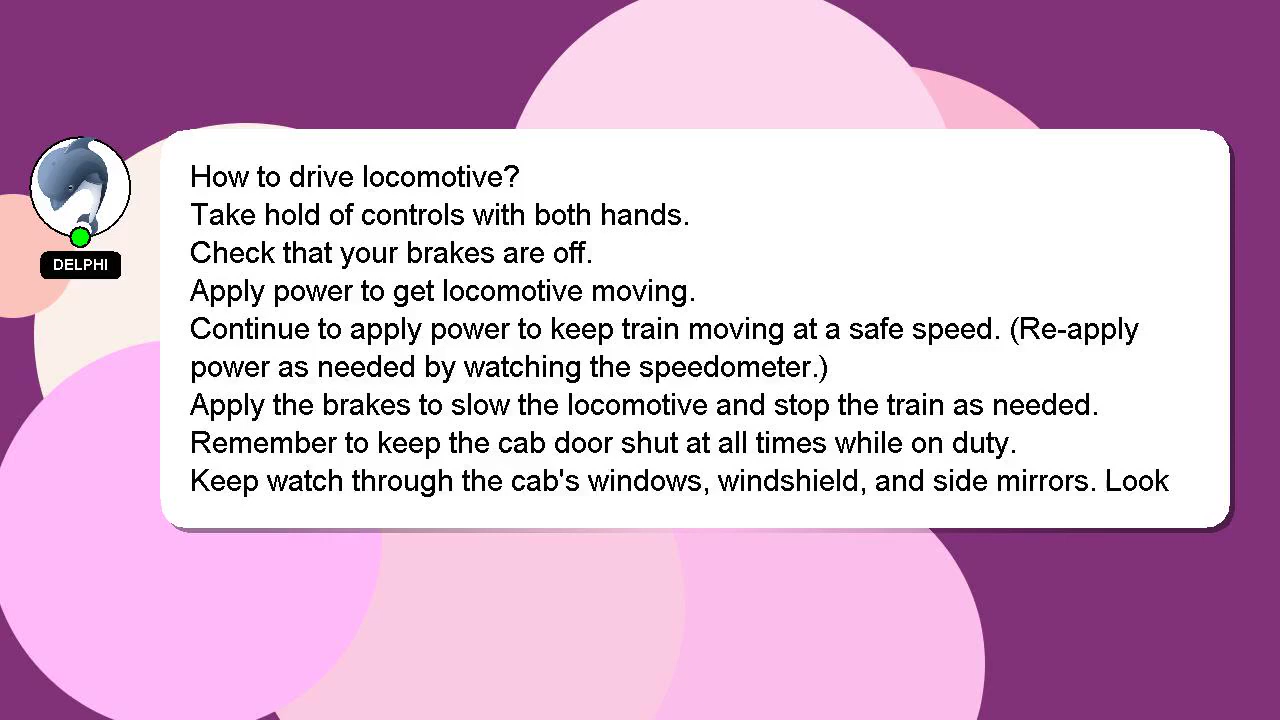 DELPHI
How to drive locomotive?
Take hold of controls with both hands.
Check that your brakes are off.
Apply power to get locomotive moving.
Continue to apply power to keep train moving at a safe speed. (Re-apply
power as needed by watching the speedometer.)
Apply the brakes to slow the locomotive and stop the train as needed.
Remember to keep the cab door shut at all times while on duty.
Keep watch through the cab's windows, windshield, and side mirrors. Look